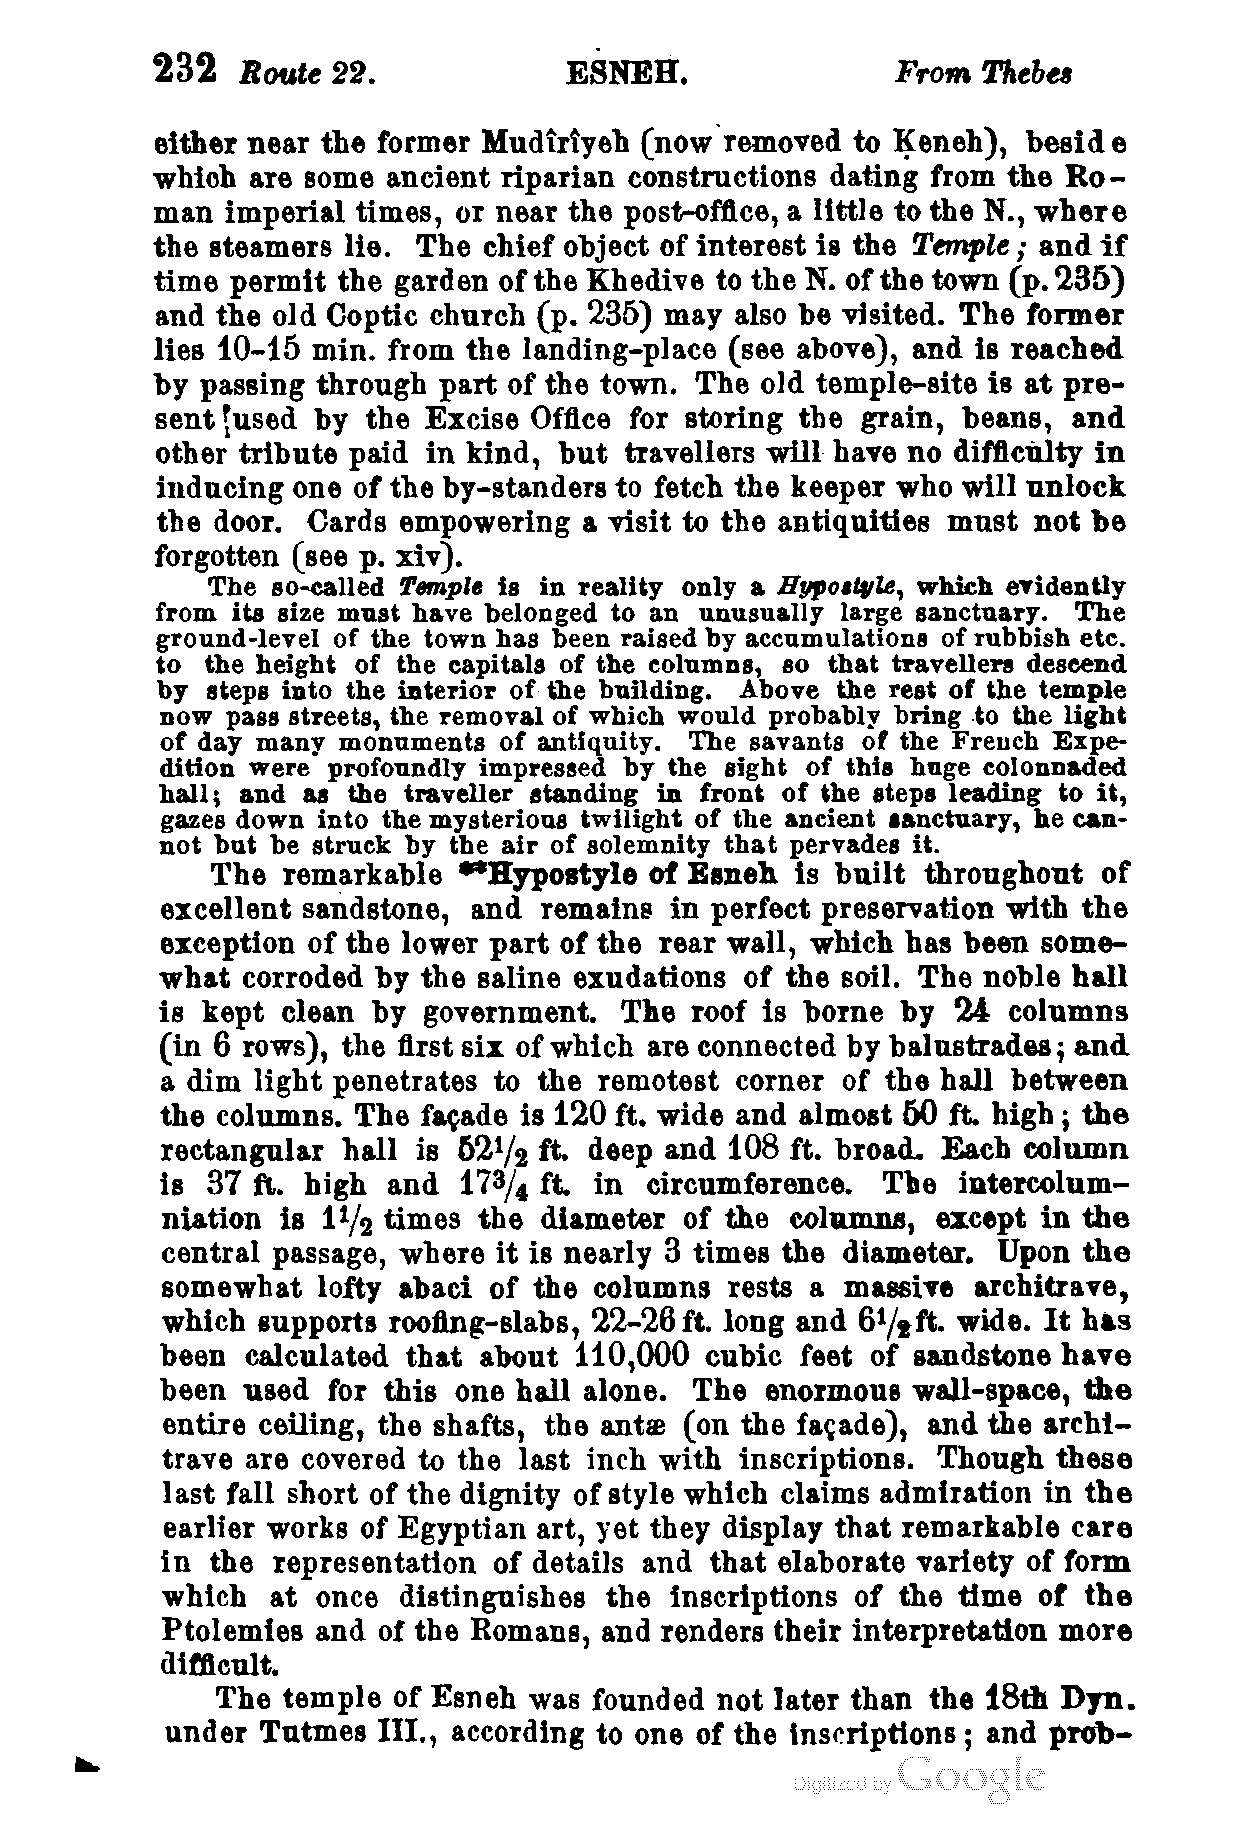 232 Route 22. ESNEH. From Thebes
either near the former Mudîrîyeh (now removed to Ḳeneh), beside
which are some ancient riparian constructions dating from the Ro-
man imperial times, or near the post-office, a little to the N., where
the steamers lie. The chief object of interest is the Temple; and if
time permit the garden of the Khedive to the N. of the town (p. 235)
and the old Coptic church (p. 235) may also be visited. The former
lies 10-15 min. from the landing-place (see above), and is reached
by passing through part of the town. The old temple-site is at pre-
sent used by the Excise Office for storing the grain, beans, and
other tribute paid in kind, but travellers will have no difficulty in
inducing one of the by-standers to fetch the keeper who will unlock
the door. Cards empowering a visit to the antiquities must not be
forgotten (see p. xiv).
The so-called Temple is in reality only a Hypostyle, which evidently
from its size must have belonged to an unusually large sanctuary. The
ground-level of the town has been raised by accumulations of rubbish etc.
to the height of the capitals of the columns, so that travellers descend
by steps into the interior of the building. Above the rest of the temple
now pass streets, the removal of which would probably bring to the light
of day many monuments of antiquity. The savants of the French Expe-
dition were profoundly impressed by the sight of this huge colonnaded
hall; and as the traveller standing in front of the steps leading to it,
gazes down into the mysterious twilight of the ancient sanctuary, he can-
not but be struck by the air of solemnity that pervades it.
The remarkable **Hypostyle of Esneh is built throughout of
excellent sandstone, and remains in perfect preservation with the
exception of the lower part of the rear wall, which has been some-
what corroded by the saline exudations of the soil. The noble hall
is kept clean by government. The roof is borne by 24 columns
(in 6 rows), the first six of which are connected by balustrades; and
a dim light penetrates to the remotest corner of the hall between
the columns. The façade is 120 ft. wide and almost 50 ft. high; the
rectangular hall is 52½ ft. deep and 108 ft. broad. Each column
is 37 ft. high and 17¾ ft. in circumference. The intercolum-
niation is 1½ times the diameter of the columns, except in the
central passage, where it is nearly 3 times the diameter. Upon the
somewhat lofty abaci of the columns rests a massive architrave,
which supports roofing-slabs, 22-26 ft. long and 6½ ft. wide. It has
been calculated that about 110,000 cubic feet of sandstone have
been used for this one hall alone. The enormous wall-space, the
entire ceiling, the shafts, the antæ (on the façade), and the archi-
trave are covered to the last inch with inscriptions. Though these
last fall short of the dignity of style which claims admiration in the
earlier works of Egyptian art, yet they display that remarkable care
in the representation of details and that elaborate variety of form
which at once distinguishes the inscriptions of the time of the
Ptolemies and of the Romans, and renders their interpretation more
difficult.
The temple of Esneh was founded not later than the 18th Dyn.
under Tutmes III., according to one of the inscriptions; and prob-
Digitized by Google